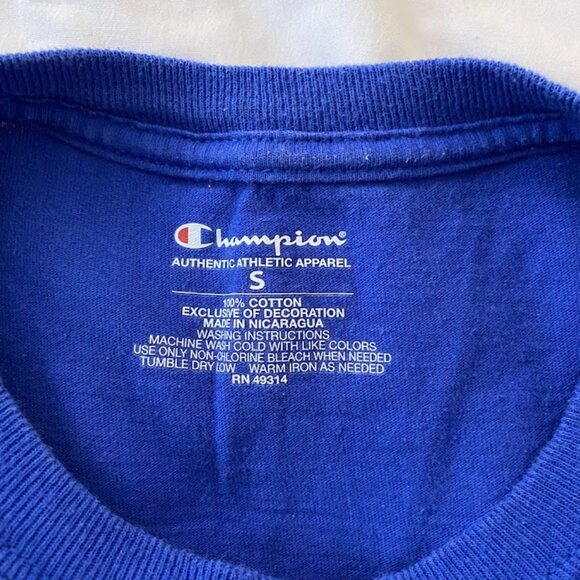 Champion®
AUTHENTIC ATHLETIC APPAREL
S
100% COTTON
EXCLUSIVE OF DECORATION
MADE IN NICARAGUA
WASHING INSTRUCTIONS
MACHINE WASH COLD WITH LIKE COLORS
USE ONLY NON-CHLORINE BLEACH WHEN NEEDED
TUMBLE DRY LOW WARM IRON AS NEEDED
RN 49314